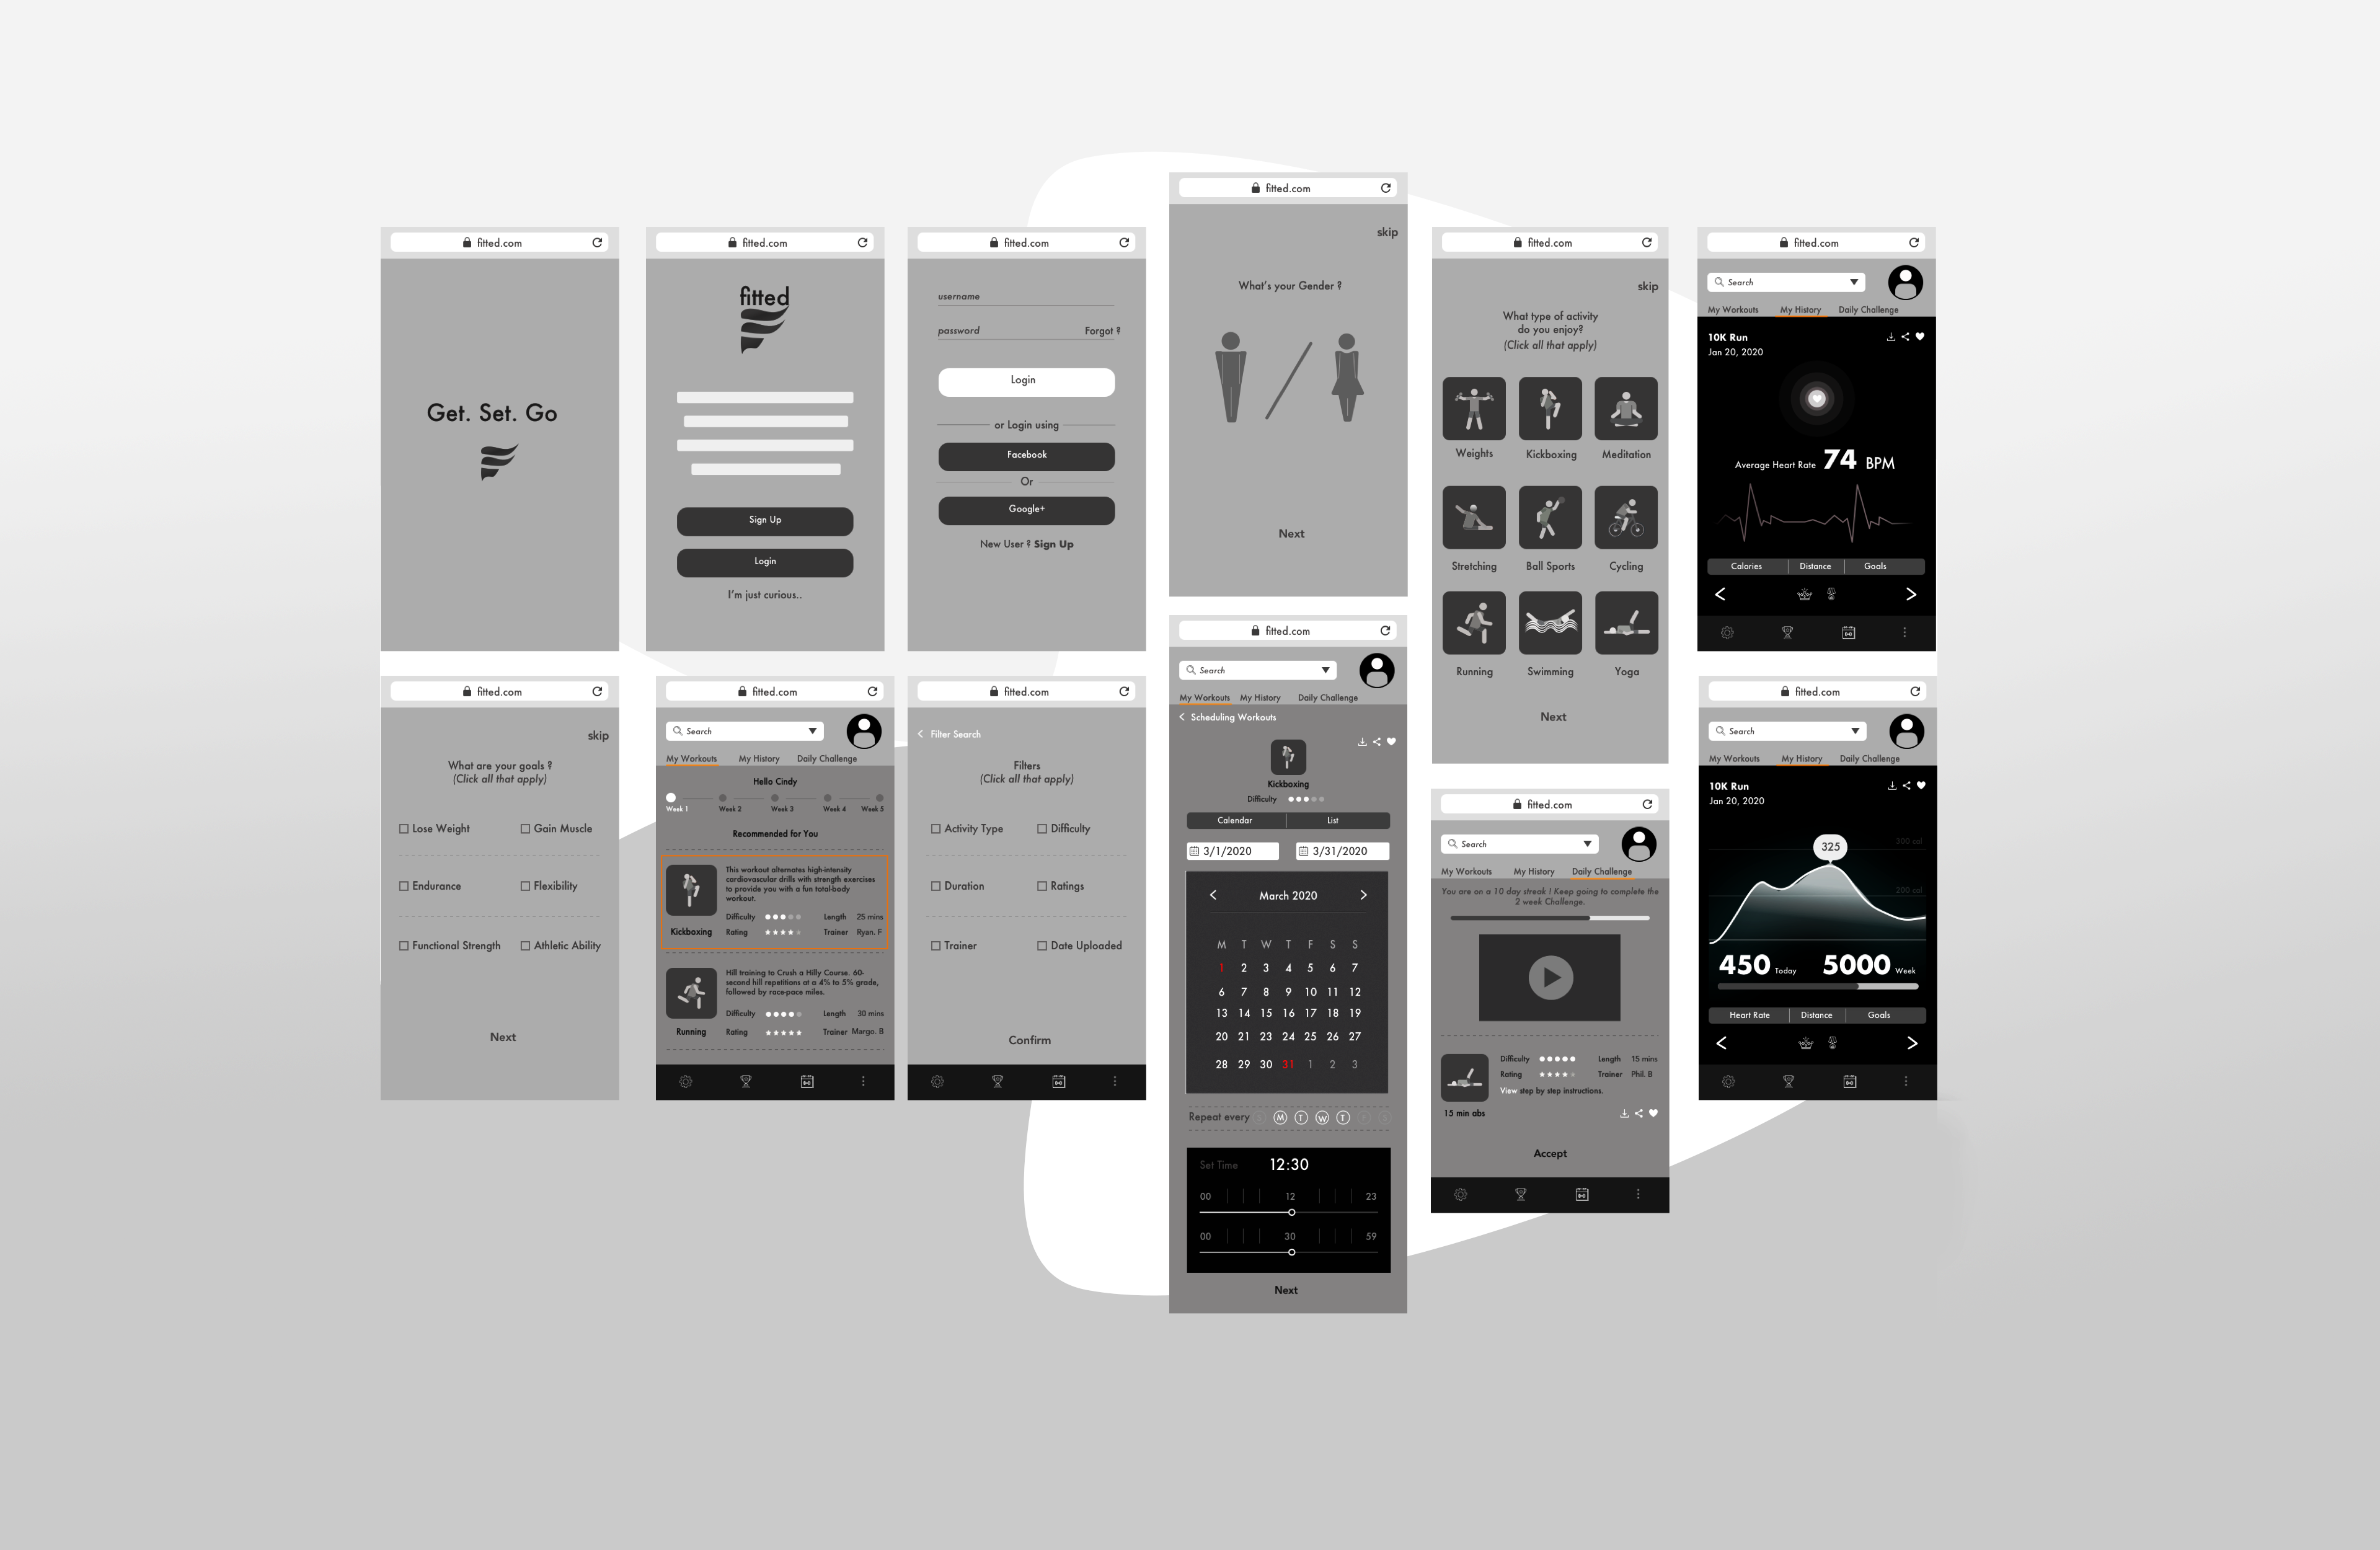 fitted.com
Get. Set. Go
fitted.com
fitted
Sign Up
Login
I'm just curious..
fitted.com
username
password Forgot ?
Login
or Login using
Facebook
Or
Google+
New User ? Sign Up
fitted.com
skip
What's your Gender ?
Next
fitted.com
skip
What type of activity
do you enjoy?
(Click all that apply)
Weights Kickboxing Meditation
Stretching Ball Sports Cycling
Running Swimming Yoga
Next
fitted.com
Search
My Workouts My History Daily Challenge
10K Run
Jan 20, 2020
Average Heart Rate 74 BPM
Calories Distance Goals
fitted.com
skip
What are your goals ?
(Click all that apply)
Lose Weight Gain Muscle
Endurance Flexibility
Functional Strength Athletic Ability
Next
fitted.com
Search
My Workouts My History Daily Challenge
Hello Cindy
Week 1 Week 2 Week 3 Week 4 Week 5
Recommended for You
This workout alternates high-intensity
cardiovascular drills with strength exercises
to provide you with a fun total-body
workout.
Difficulty Length 25 mins
Kickboxing Rating Trainer Ryan. F
Hill training to Crush a Hilly Course. 60-
second hill repetitions at a 4% to 5% grade,
followed by race-pace miles.
Difficulty Length 30 mins
Running Rating Trainer Margo. B
fitted.com
Filter Search
Filters
(Click all that apply)
Activity Type Difficulty
Duration Ratings
Trainer Date Uploaded
Confirm
fitted.com
Search
My Workouts My History Daily Challenge
Scheduling Workouts
Kickboxing
Difficulty
Calendar List
3/1/2020 3/31/2020
March 2020
M T W T F S S
1 2 3 4 5 6 7
6 7 8 9 10 11 12
13 14 15 16 17 18 19
20 21 22 23 24 25 26 27
28 29 30 31 1 2 3
Repeat every M T W T
Set Time 12:30
00 12 23
00 30 59
Next
fitted.com
Search
My Workouts My History Daily Challenge
You are on a 10 day streak ! Keep going to complete the
2 week Challenge.
Difficulty Length 15 mins
Rating Trainer Phil. B
View step by step instructions.
15 min abs
Accept
fitted.com
Search
My Workouts My History Daily Challenge
10K Run
Jan 20, 2020
325
300 cal
200 cal
450 Today 5000 Week
Heart Rate Distance Goals